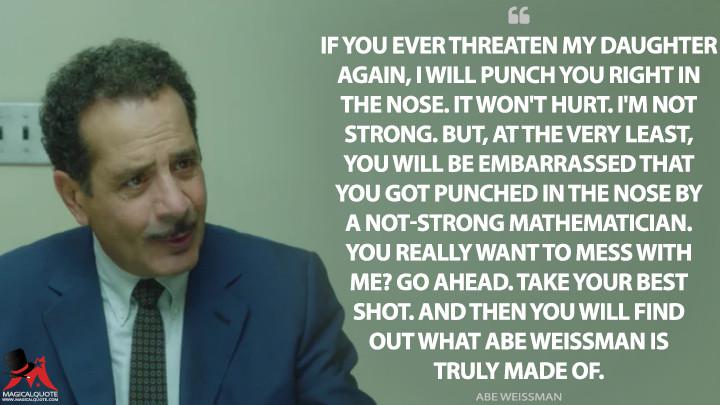 “
IF YOU EVER THREATEN MY DAUGHTER
AGAIN, I WILL PUNCH YOU RIGHT IN
THE NOSE. IT WON'T HURT. I'M NOT
STRONG. BUT, AT THE VERY LEAST,
YOU WILL BE EMBARRASSED THAT
YOU GOT PUNCHED IN THE NOSE BY
A NOT-STRONG MATHEMATICIAN.
YOU REALLY WANT TO MESS WITH
ME? GO AHEAD. TAKE YOUR BEST
SHOT. AND THEN YOU WILL FIND
OUT WHAT ABE WEISSMAN IS
TRULY MADE OF.
ABE WEISSMAN
MAGICALQUOTE
WWW.MAGICALQUOTE.COM